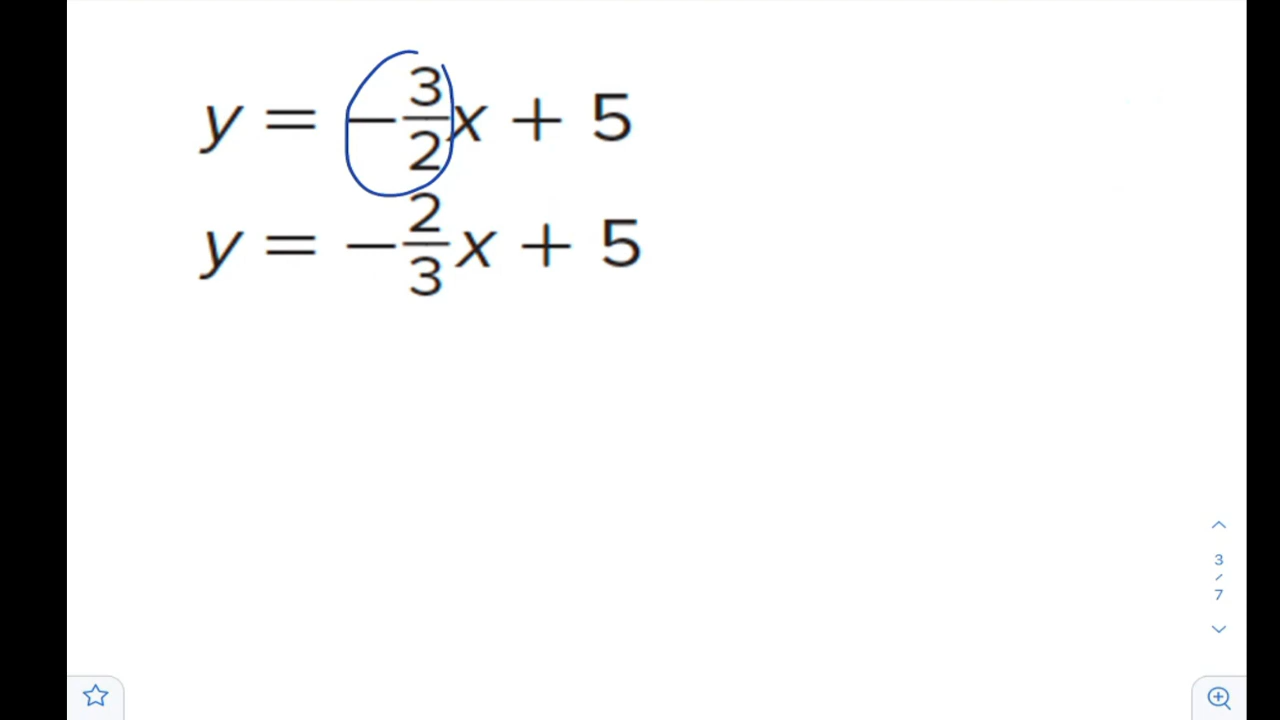 y = -3/2x + 5
y = -2/3x + 5
3
/
7